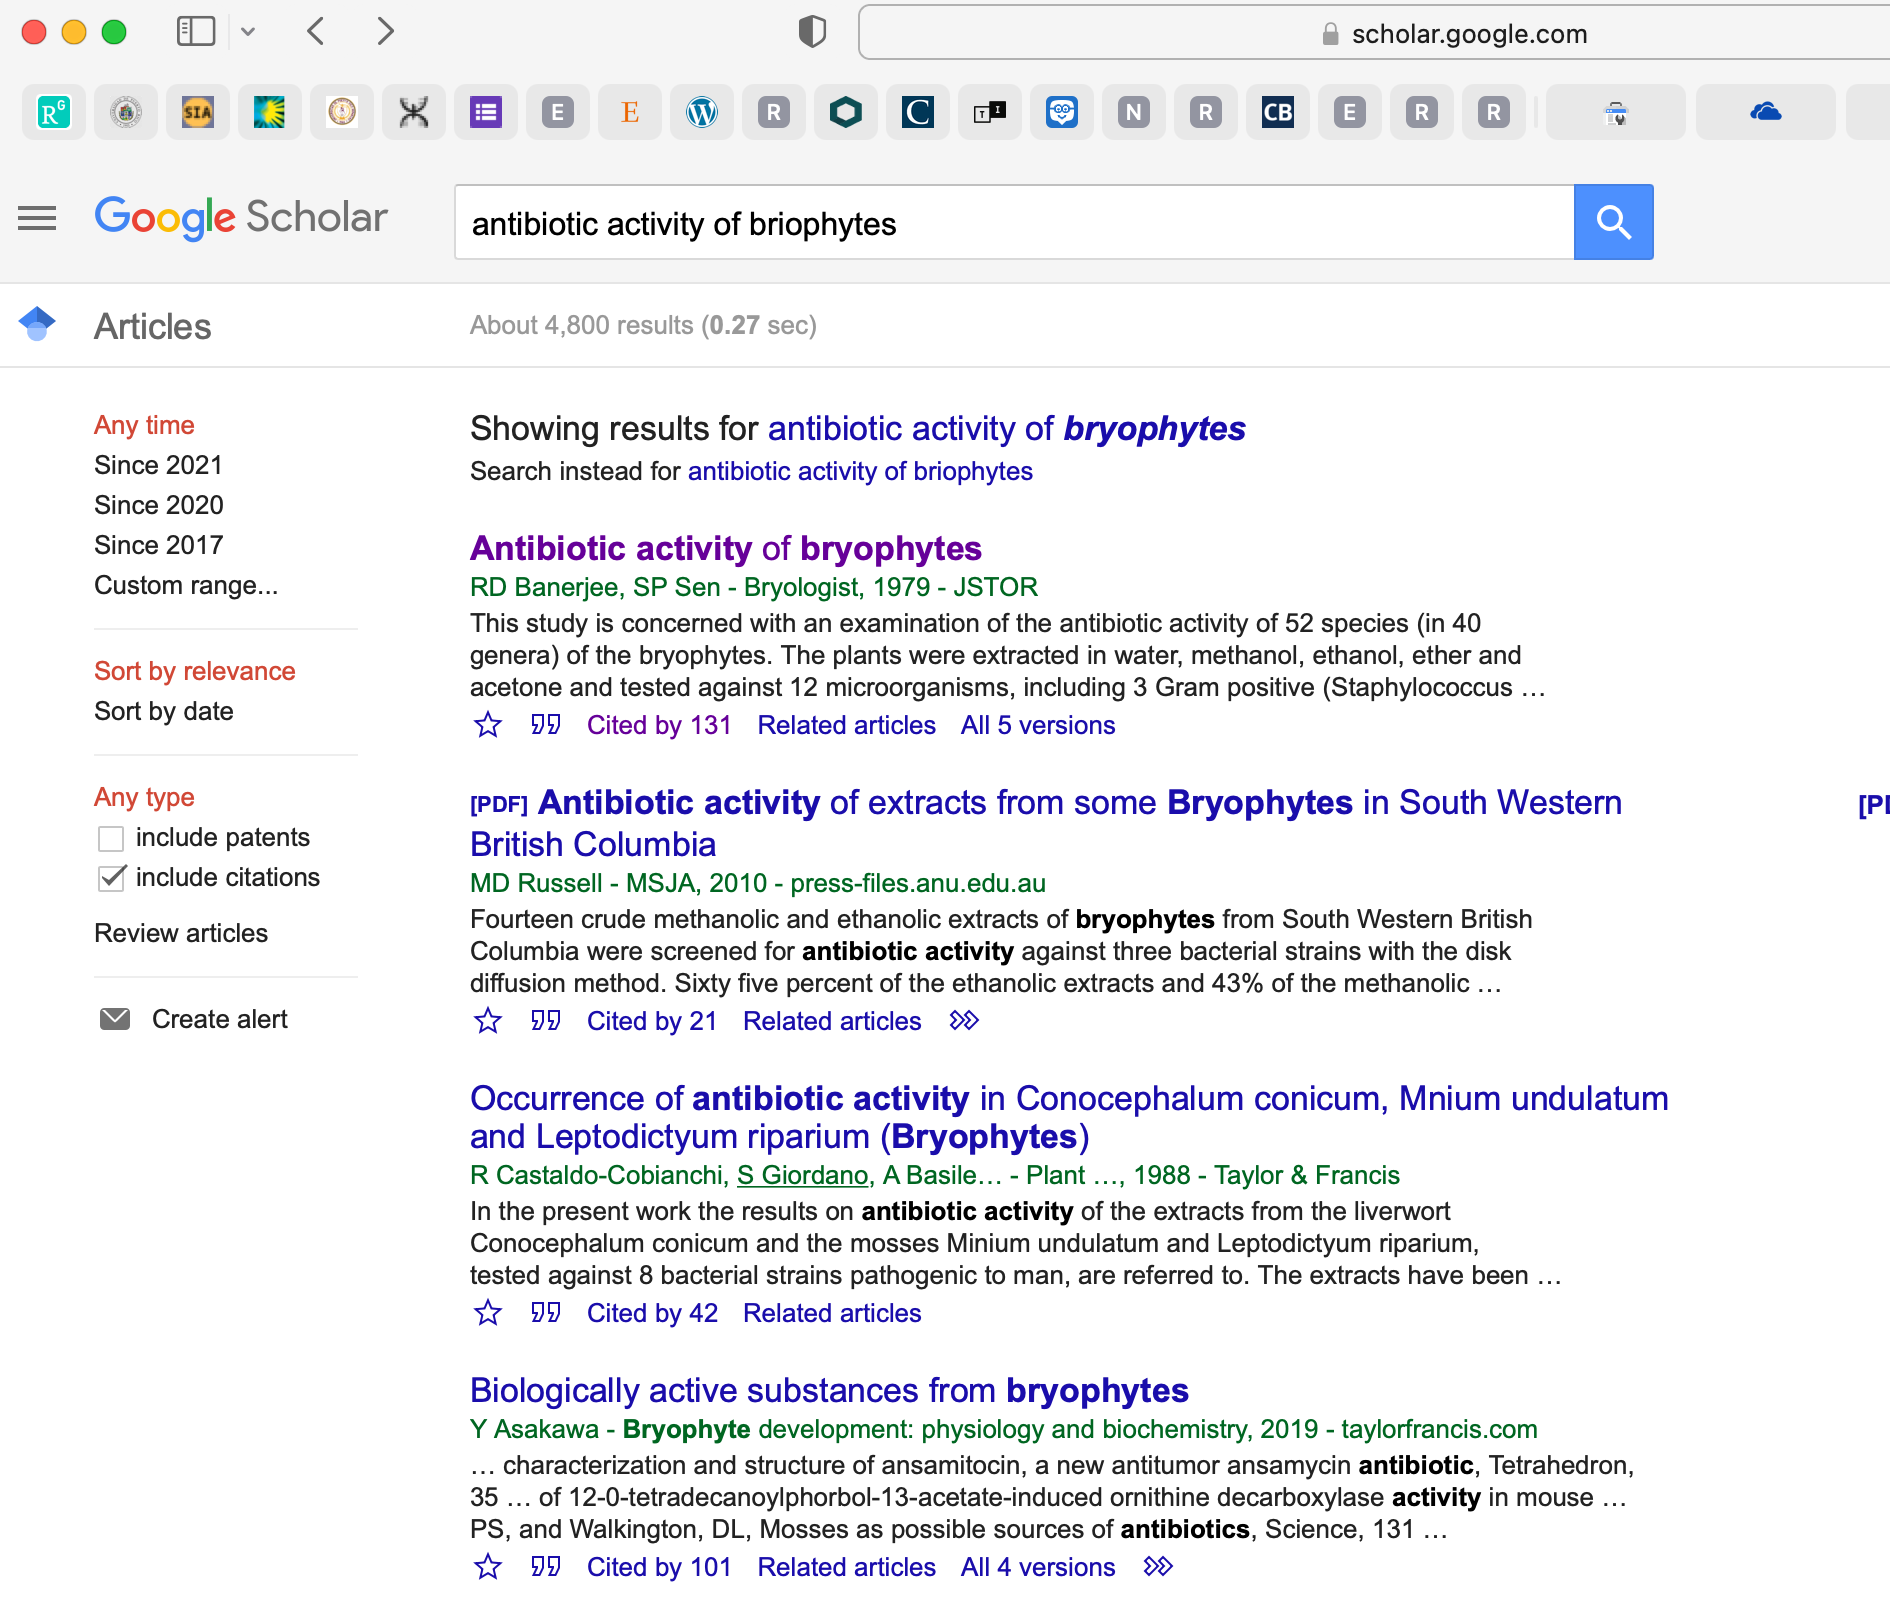 scholar.google.com
RG SIA E E R C T I N R CB E R R
Google Scholar
antibiotic activity of briophytes
Articles
About 4,800 results (0.27 sec)
Any time
Since 2021
Since 2020
Since 2017
Custom range...
Sort by relevance
Sort by date
Any type
include patents
include citations
Review articles
Create alert
Showing results for antibiotic activity of bryophytes
Search instead for antibiotic activity of briophytes
Antibiotic activity of bryophytes
RD Banerjee, SP Sen - Bryologist, 1979 - JSTOR
This study is concerned with an examination of the antibiotic activity of 52 species (in 40
genera) of the bryophytes. The plants were extracted in water, methanol, ethanol, ether and
acetone and tested against 12 microorganisms, including 3 Gram positive (Staphylococcus …
Cited by 131 Related articles All 5 versions
[PDF] Antibiotic activity of extracts from some Bryophytes in South Western
British Columbia
MD Russell - MSJA, 2010 - press-files.anu.edu.au
Fourteen crude methanolic and ethanolic extracts of bryophytes from South Western British
Columbia were screened for antibiotic activity against three bacterial strains with the disk
diffusion method. Sixty five percent of the ethanolic extracts and 43% of the methanolic …
Cited by 21 Related articles
Occurrence of antibiotic activity in Conocephalum conicum, Mnium undulatum
and Leptodictyum riparium (Bryophytes)
R Castaldo-Cobianchi, S Giordano, A Basile… - Plant …, 1988 - Taylor & Francis
In the present work the results on antibiotic activity of the extracts from the liverwort
Conocephalum conicum and the mosses Minium undulatum and Leptodictyum riparium,
tested against 8 bacterial strains pathogenic to man, are referred to. The extracts have been …
Cited by 42 Related articles
Biologically active substances from bryophytes
Y Asakawa - Bryophyte development: physiology and biochemistry, 2019 - taylorfrancis.com
… characterization and structure of ansamitocin, a new antitumor ansamycin antibiotic, Tetrahedron,
35 … of 12-0-tetradecanoylphorbol-13-acetate-induced ornithine decarboxylase activity in mouse …
PS, and Walkington, DL, Mosses as possible sources of antibiotics, Science, 131 …
Cited by 101 Related articles All 4 versions